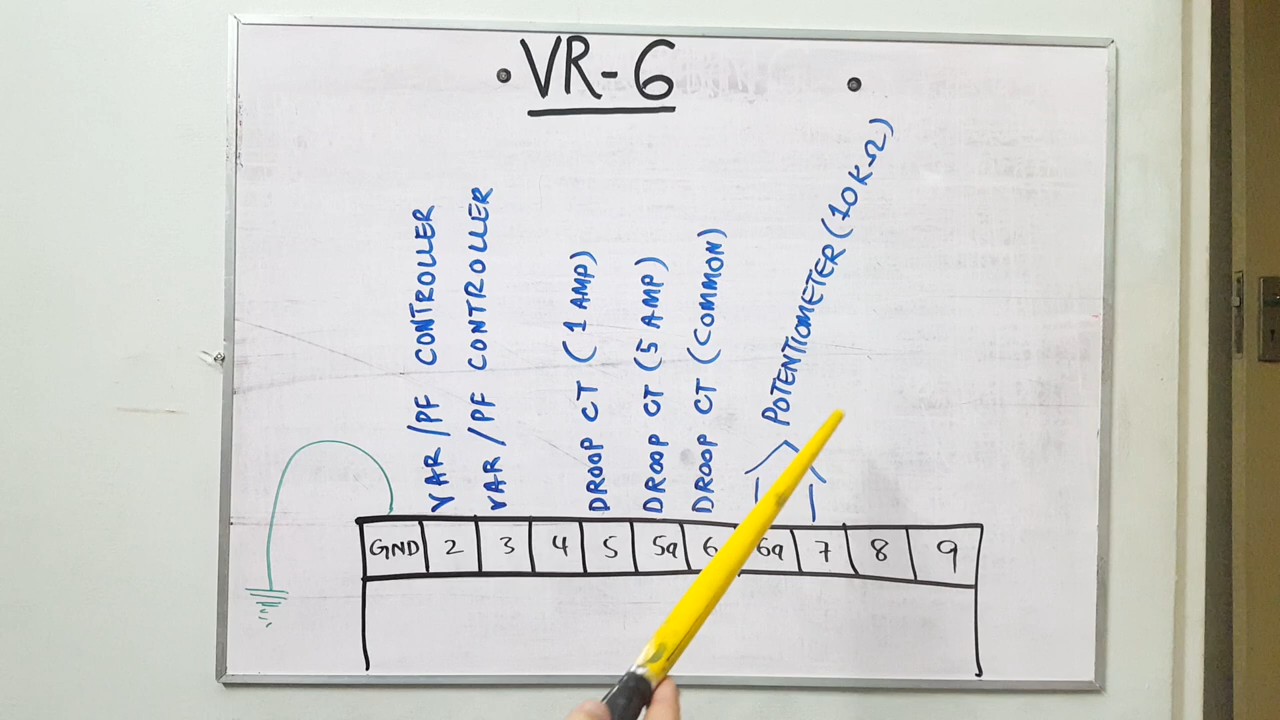 VR-6
VAR/PF CONTROLLER
VAR/PF CONTROLLER
DROOP CT (1 AMP)
DROOP CT (5 AMP)
DROOP CT (COMMON)
POTENTIOMETER (10KΩ)
GND 2 3 4 5 5a 6 6a 7 8 9